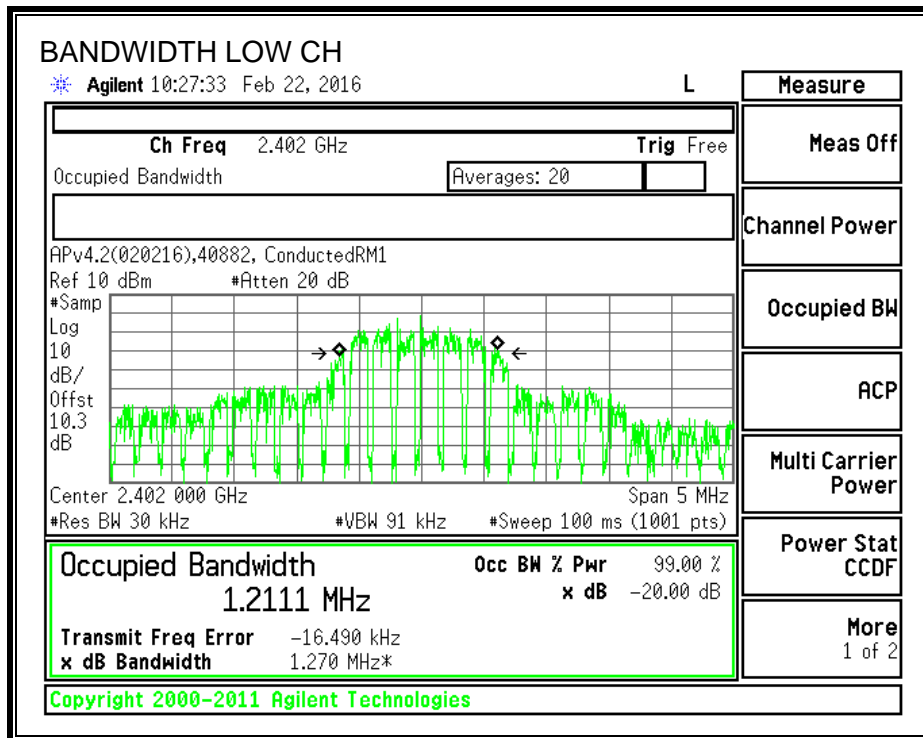 BANDWIDTH LOW CH
Agilent 10:27:33 Feb 22, 2016 L
Measure
Ch Freq 2.402 GHz Trig Free
Occupied Bandwidth Averages: 20
APv4.2(020216),40882, ConductedRM1
Ref 10 dBm #Atten 20 dB
#Samp
Log
10
dB/
Offst
10.3
dB
Center 2.402 000 GHz Span 5 MHz
#Res BW 30 kHz #VBW 91 kHz #Sweep 100 ms (1001 pts)
Occupied Bandwidth Occ BW % Pwr 99.00 %
1.2111 MHz x dB -20.00 dB
Transmit Freq Error -16.490 kHz
x dB Bandwidth 1.270 MHz*
Meas Off
Channel Power
Occupied BW
ACP
Multi Carrier
Power
Power Stat
CCDF
More
1 of 2
Copyright 2000-2011 Agilent Technologies